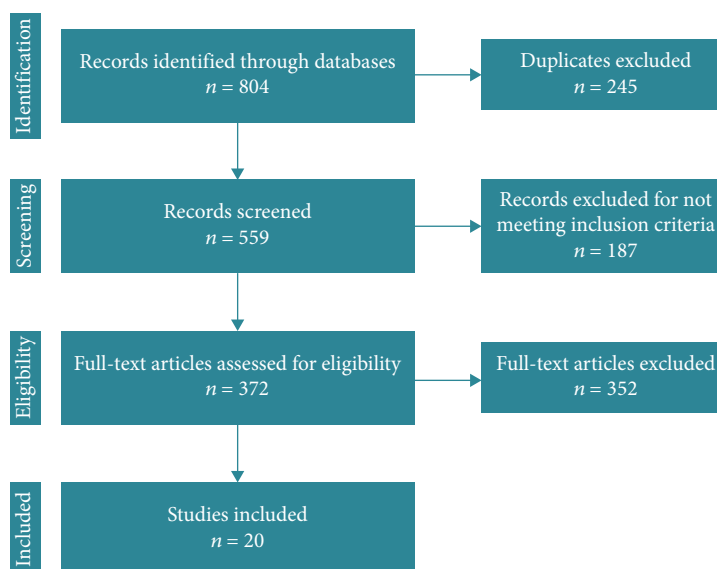 Identification
Records identified through databases
n = 804
Duplicates excluded
n = 245
Screening
Records screened
n = 559
Records excluded for not
meeting inclusion criteria
n = 187
Eligibility
Full-text articles assessed for eligibility
n = 372
Full-text articles excluded
n = 352
Included
Studies included
n = 20